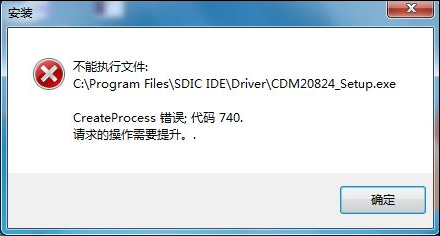 安装
不能执行文件:
C:\Program Files\SDIC IDE\Driver\CDM20824_Setup.exe
CreateProcess 错误; 代码 740.
请求的操作需要提升。.
确定